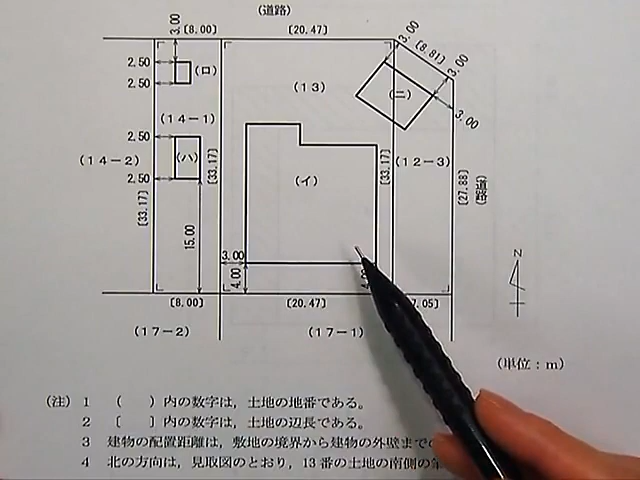 (道路)
3.00
[8.00]
[20.47]
3.00
[8.81]
3.00
2.50
(ロ)
2.50
(13)
(ニ)
3.00
(14-1)
2.50
(14-2)
(ハ)
[33.17]
(イ)
[33.17]
(12-3)
2.50
[33.17]
[27.88]
(道路)
15.00
3.00
4.00
N
[8.00]
[20.47]
7.05]
(17-2)
(17-1)
(単位:m)
(注) 1 ( )内の数字は,土地の地番である。
2 [ ]内の数字は,土地の辺長である。
3 建物の配置距離は,敷地の境界から建物の外壁まで
4 北の方向は,見取図のとおり,13番の土地の南側の